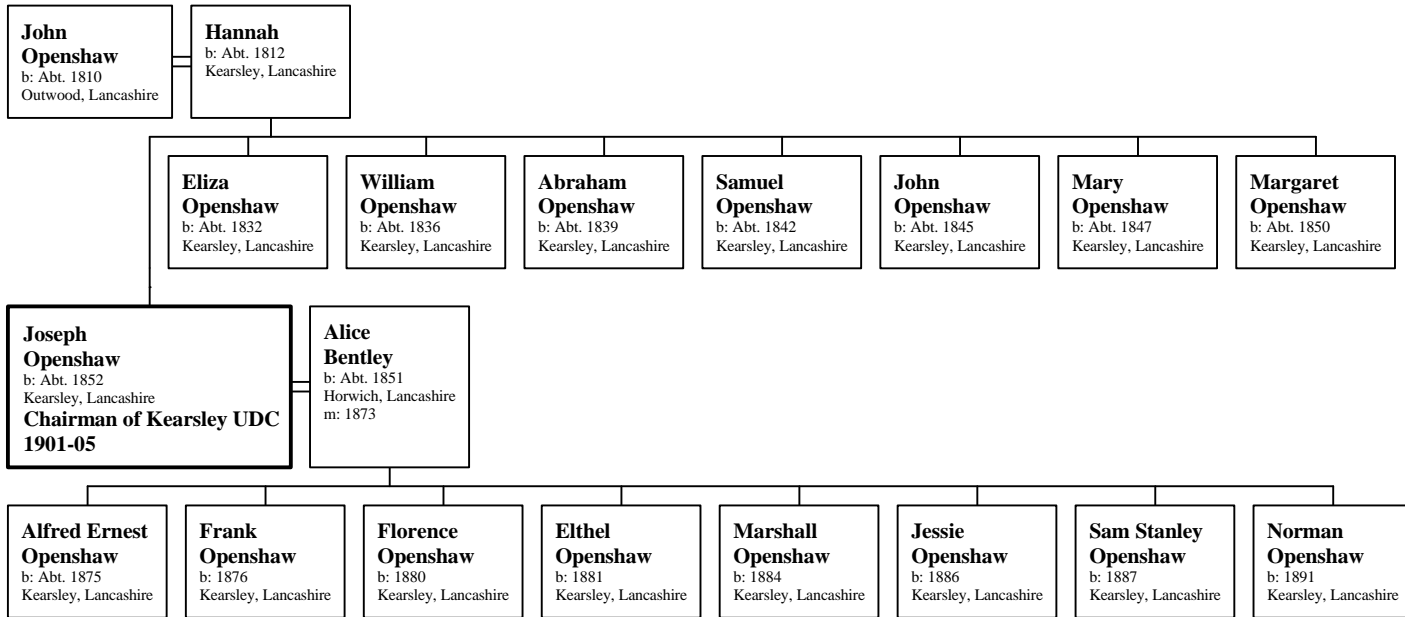 John
Openshaw
b: Abt. 1810
Outwood, Lancashire
Hannah
b: Abt. 1812
Kearsley, Lancashire
Eliza
Openshaw
b: Abt. 1832
Kearsley, Lancashire
William
Openshaw
b: Abt. 1836
Kearsley, Lancashire
Abraham
Openshaw
b: Abt. 1839
Kearsley, Lancashire
Samuel
Openshaw
b: Abt. 1842
Kearsley, Lancashire
John
Openshaw
b: Abt. 1845
Kearsley, Lancashire
Mary
Openshaw
b: Abt. 1847
Kearsley, Lancashire
Margaret
Openshaw
b: Abt. 1850
Kearsley, Lancashire
Joseph
Openshaw
b: Abt. 1852
Kearsley, Lancashire
Chairman of Kearsley UDC
1901-05
Alice
Bentley
b: Abt. 1851
Horwich, Lancashire
m: 1873
Alfred Ernest
Openshaw
b: Abt. 1875
Kearsley, Lancashire
Frank
Openshaw
b: 1876
Kearsley, Lancashire
Florence
Openshaw
b: 1880
Kearsley, Lancashire
Elthel
Openshaw
b: 1881
Kearsley, Lancashire
Marshall
Openshaw
b: 1884
Kearsley, Lancashire
Jessie
Openshaw
b: 1886
Kearsley, Lancashire
Sam Stanley
Openshaw
b: 1887
Kearsley, Lancashire
Norman
Openshaw
b: 1891
Kearsley, Lancashire